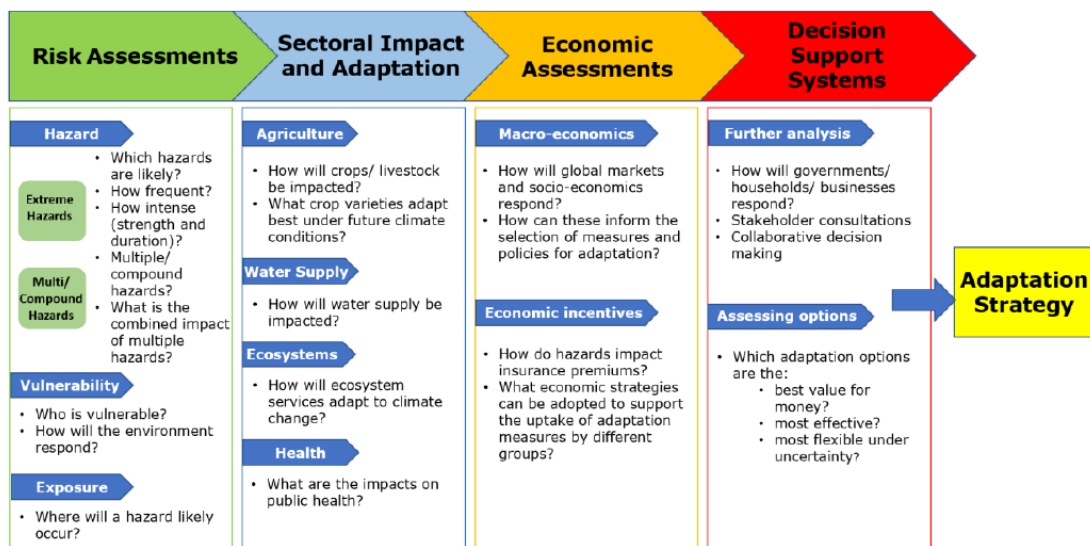 Risk Assessments
Sectoral Impact
and Adaptation
Economic
Assessments
Decision
Support
Systems
Hazard
Extreme
Hazards
Multi/
Compound
Hazards
• Which hazards
are likely?
• How frequent?
• How intense
(strength and
duration)?
• Multiple/
compound
hazards?
• What is the
combined impact
of multiple
hazards?
Vulnerability
• Who is vulnerable?
• How will the environment
respond?
Exposure
• Where will a hazard likely
occur?
Agriculture
• How will crops/ livestock
be impacted?
• What crop varieties adapt
best under future climate
conditions?
Water Supply
• How will water supply be
impacted?
Ecosystems
• How will ecosystem
services adapt to climate
change?
Health
• What are the impacts on
public health?
Macro-economics
• How will global markets
and socio-economics
respond?
• How can these inform the
selection of measures and
policies for adaptation?
Economic incentives
• How do hazards impact
insurance premiums?
• What economic strategies
can be adopted to support
the uptake of adaptation
measures by different
groups?
Further analysis
• How will governments/
households/ businesses
respond?
• Stakeholder consultations
• Collaborative decision
making
Assessing options
• Which adaptation options
are the:
• best value for
money?
• most effective?
• most flexible under
uncertainty?
Adaptation
Strategy